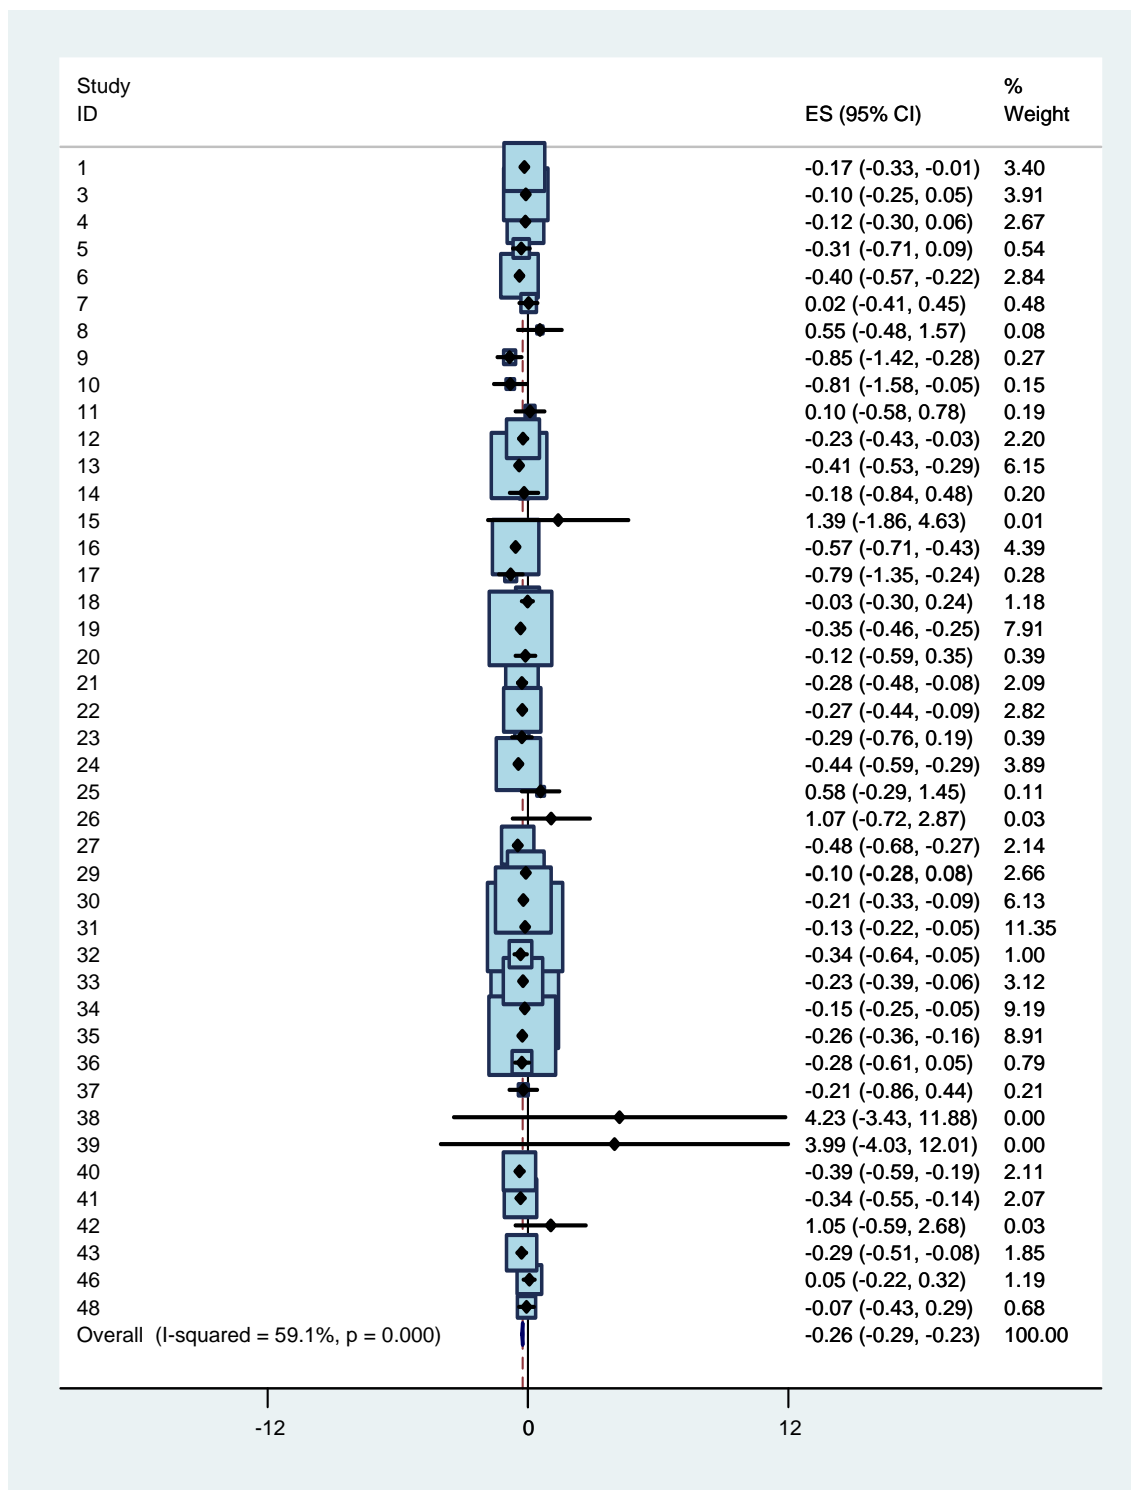 Study %
ID ES (95% CI) Weight
1 -0.17 (-0.33, -0.01) 3.40
3 -0.10 (-0.25, 0.05) 3.91
4 -0.12 (-0.30, 0.06) 2.67
5 -0.31 (-0.71, 0.09) 0.54
6 -0.40 (-0.57, -0.22) 2.84
7 0.02 (-0.41, 0.45) 0.48
8 0.55 (-0.48, 1.57) 0.08
9 -0.85 (-1.42, -0.28) 0.27
10 -0.81 (-1.58, -0.05) 0.15
11 0.10 (-0.58, 0.78) 0.19
12 -0.23 (-0.43, -0.03) 2.20
13 -0.41 (-0.53, -0.29) 6.15
14 -0.18 (-0.84, 0.48) 0.20
15 1.39 (-1.86, 4.63) 0.01
16 -0.57 (-0.71, -0.43) 4.39
17 -0.79 (-1.35, -0.24) 0.28
18 -0.03 (-0.30, 0.24) 1.18
19 -0.35 (-0.46, -0.25) 7.91
20 -0.12 (-0.59, 0.35) 0.39
21 -0.28 (-0.48, -0.08) 2.09
22 -0.27 (-0.44, -0.09) 2.82
23 -0.29 (-0.76, 0.19) 0.39
24 -0.44 (-0.59, -0.29) 3.89
25 0.58 (-0.29, 1.45) 0.11
26 1.07 (-0.72, 2.87) 0.03
27 -0.48 (-0.68, -0.27) 2.14
29 -0.10 (-0.28, 0.08) 2.66
30 -0.21 (-0.33, -0.09) 6.13
31 -0.13 (-0.22, -0.05) 11.35
32 -0.34 (-0.64, -0.05) 1.00
33 -0.23 (-0.39, -0.06) 3.12
34 -0.15 (-0.25, -0.05) 9.19
35 -0.26 (-0.36, -0.16) 8.91
36 -0.28 (-0.61, 0.05) 0.79
37 -0.21 (-0.86, 0.44) 0.21
38 4.23 (-3.43, 11.88) 0.00
39 3.99 (-4.03, 12.01) 0.00
40 -0.39 (-0.59, -0.19) 2.11
41 -0.34 (-0.55, -0.14) 2.07
42 1.05 (-0.59, 2.68) 0.03
43 -0.29 (-0.51, -0.08) 1.85
46 0.05 (-0.22, 0.32) 1.19
48 -0.07 (-0.43, 0.29) 0.68
Overall (I-squared = 59.1%, p = 0.000) -0.26 (-0.29, -0.23) 100.00
-12 0 12